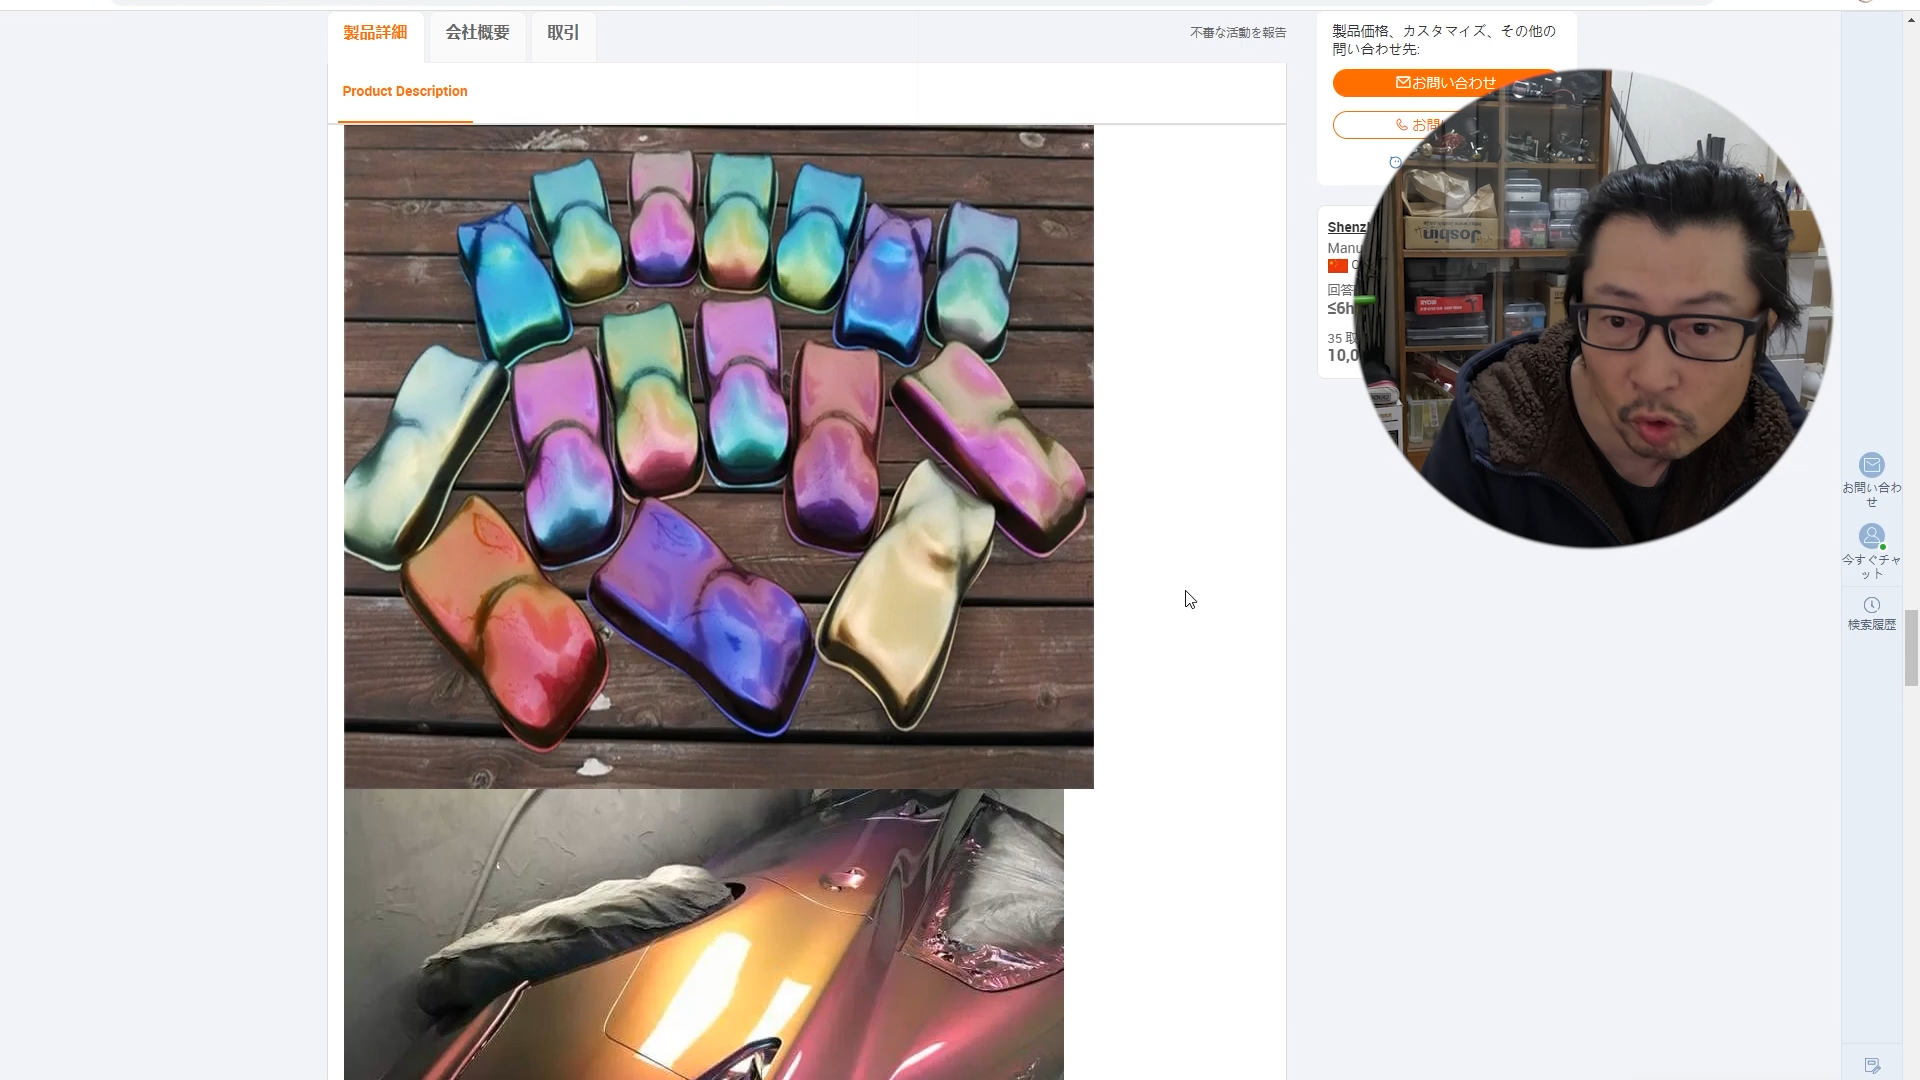 製品詳細
会社概要
取引
不審な活動を報告
Product Description
製品価格、カスタマイズ、その他の
問い合わせ先:
お問い合わせ
Manu
回答
≤6h
35 取
10,0
Joshin
RYOBI
お問い合わ
せ
今すぐチャ
ット
検索履歴